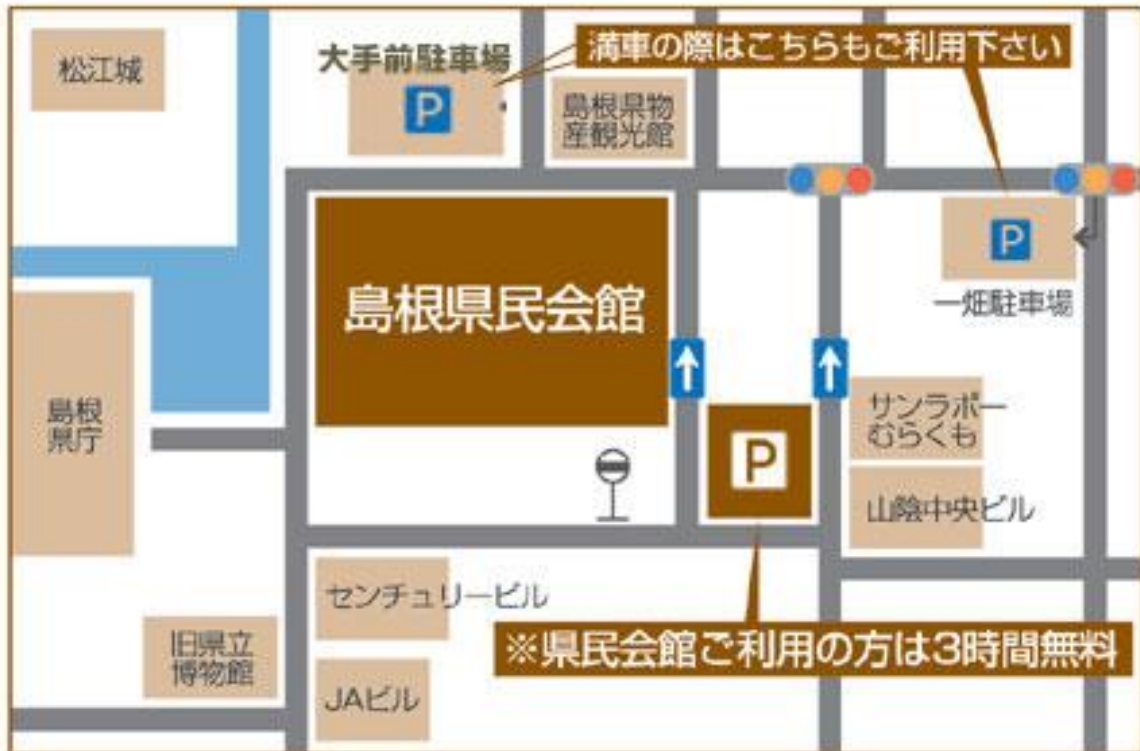 松江城
大手前駐車場
満車の際はこちらもご利用下さい
P
島根県物
産観光館
島根県民会館
P
一畑駐車場
島根
県庁
サンラポー
むらくも
P
山陰中央ビル
センチュリービル
※県民会館ご利用の方は3時間無料
旧県立
博物館
JAビル